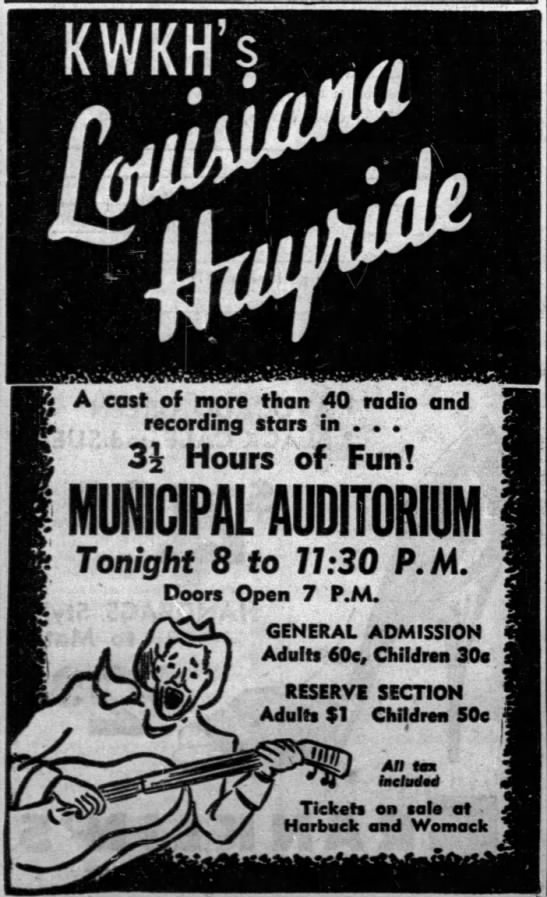 KWKH's
Louisiana
Hayride
A cast of more than 40 radio and
recording stars in . . .
3½ Hours of Fun!
MUNICIPAL AUDITORIUM
Tonight 8 to 11:30 P. M.
Doors Open 7 P.M.
GENERAL ADMISSION
Adults 60c, Children 30c
RESERVE SECTION
Adults $1 Children 50c
All tax
included
Tickets on sale at
Harbuck and Womack